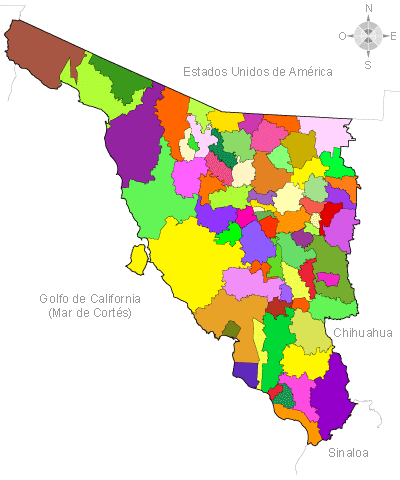 N
O E
S
Estados Unidos de América
Golfo de California
(Mar de Cortés)
Chihuahua
Sinaloa